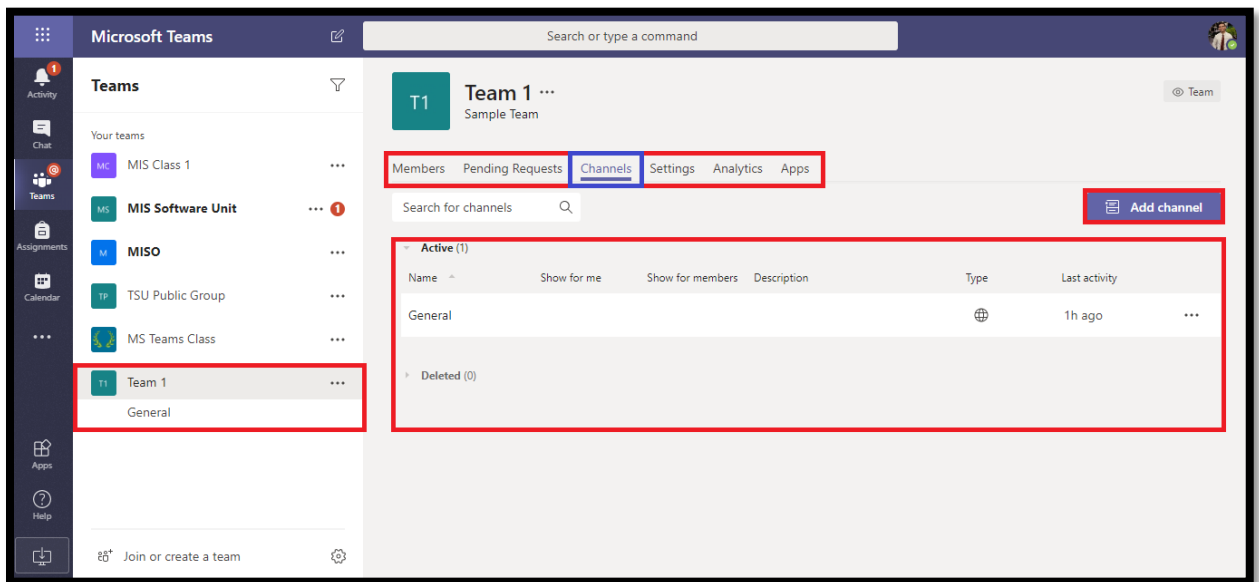 Microsoft Teams
Search or type a command
1
Activity
Chat
@
Teams
Assignments
Calendar
Apps
Help
Teams
Your teams
MC MIS Class 1
MS MIS Software Unit 1
M MISO
TP TSU Public Group
MS Teams Class
T1 Team 1
General
Join or create a team
T1
Team 1
Sample Team
Team
Members Pending Requests Channels Settings Analytics Apps
Search for channels
Add channel
Active (1)
Name Show for me Show for members Description Type Last activity
General 1h ago
Deleted (0)